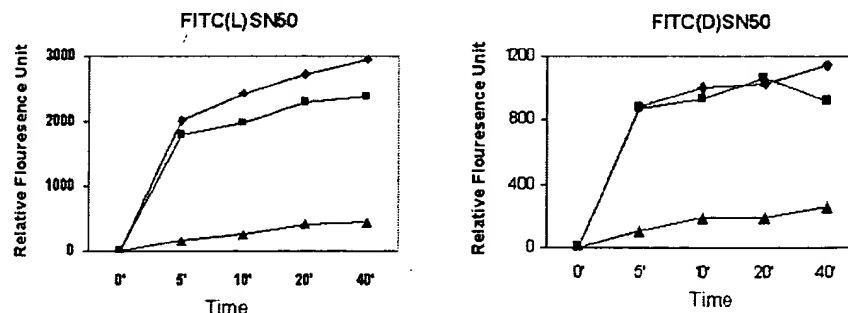 FITC(L)SN50
Relative Flouresence Unit
3000
2000
1000
0
0' 5' 10' 20' 40'
Time
FITC(D)SN50
Relative Flouresence Unit
1200
800
400
0
0' 5' 10' 20' 40'
Time